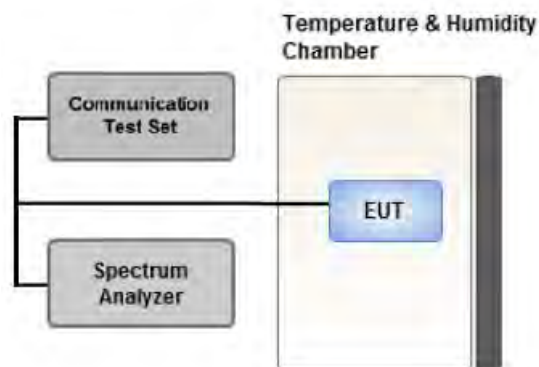 Temperature & Humidity
Chamber
Communication
Test Set
EUT
Spectrum
Analyzer